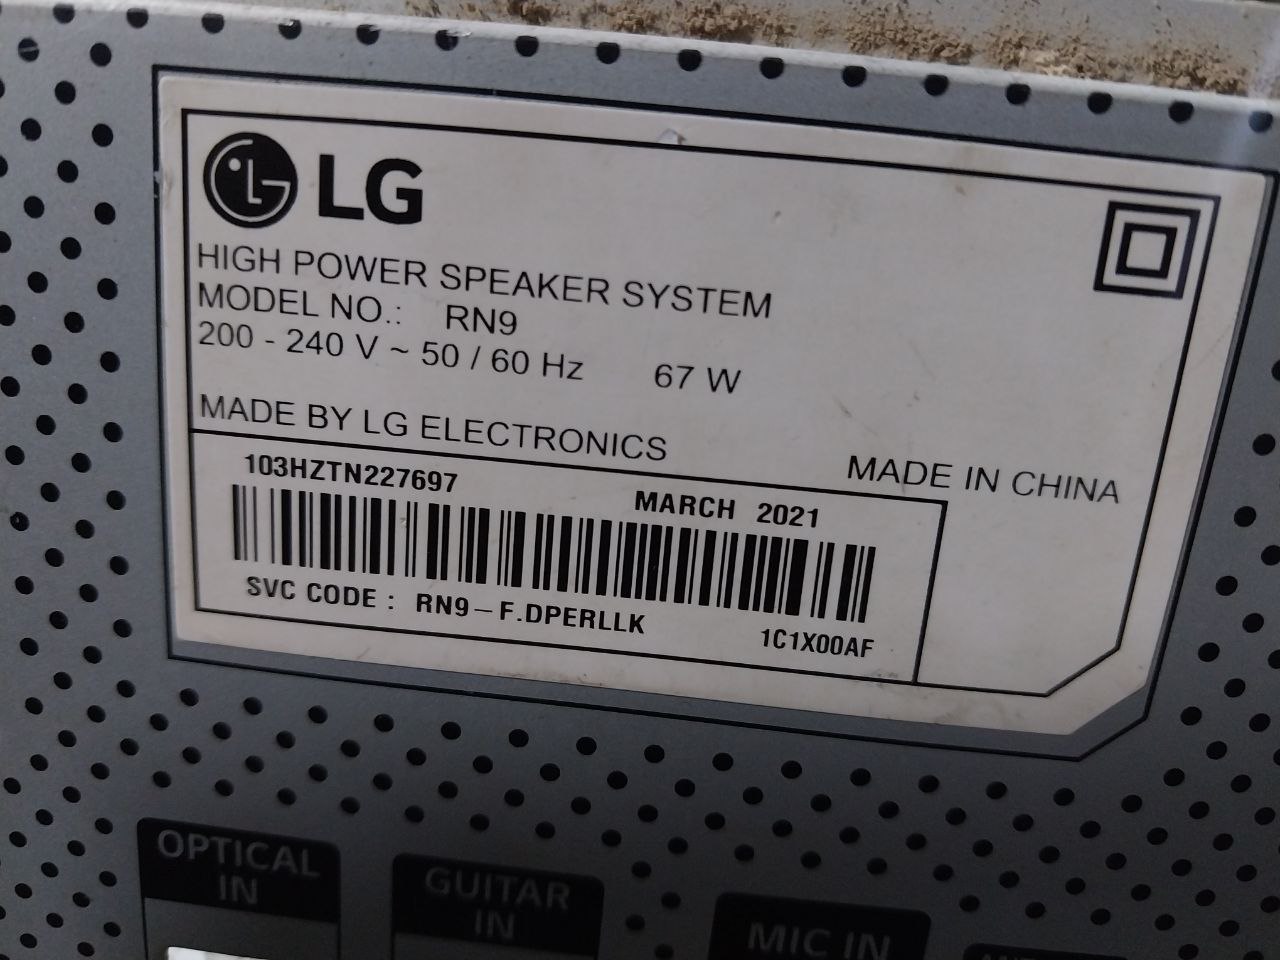 LG
HIGH POWER SPEAKER SYSTEM
MODEL NO.: RN9
200 - 240 V ~ 50 / 60 Hz 67 W
MADE BY LG ELECTRONICS
MADE IN CHINA
103HZTN227697
MARCH 2021
SVC CODE : RN9-F.DPERLLK
1C1X00AF
OPTICAL
IN
GUITAR
IN
MIC IN